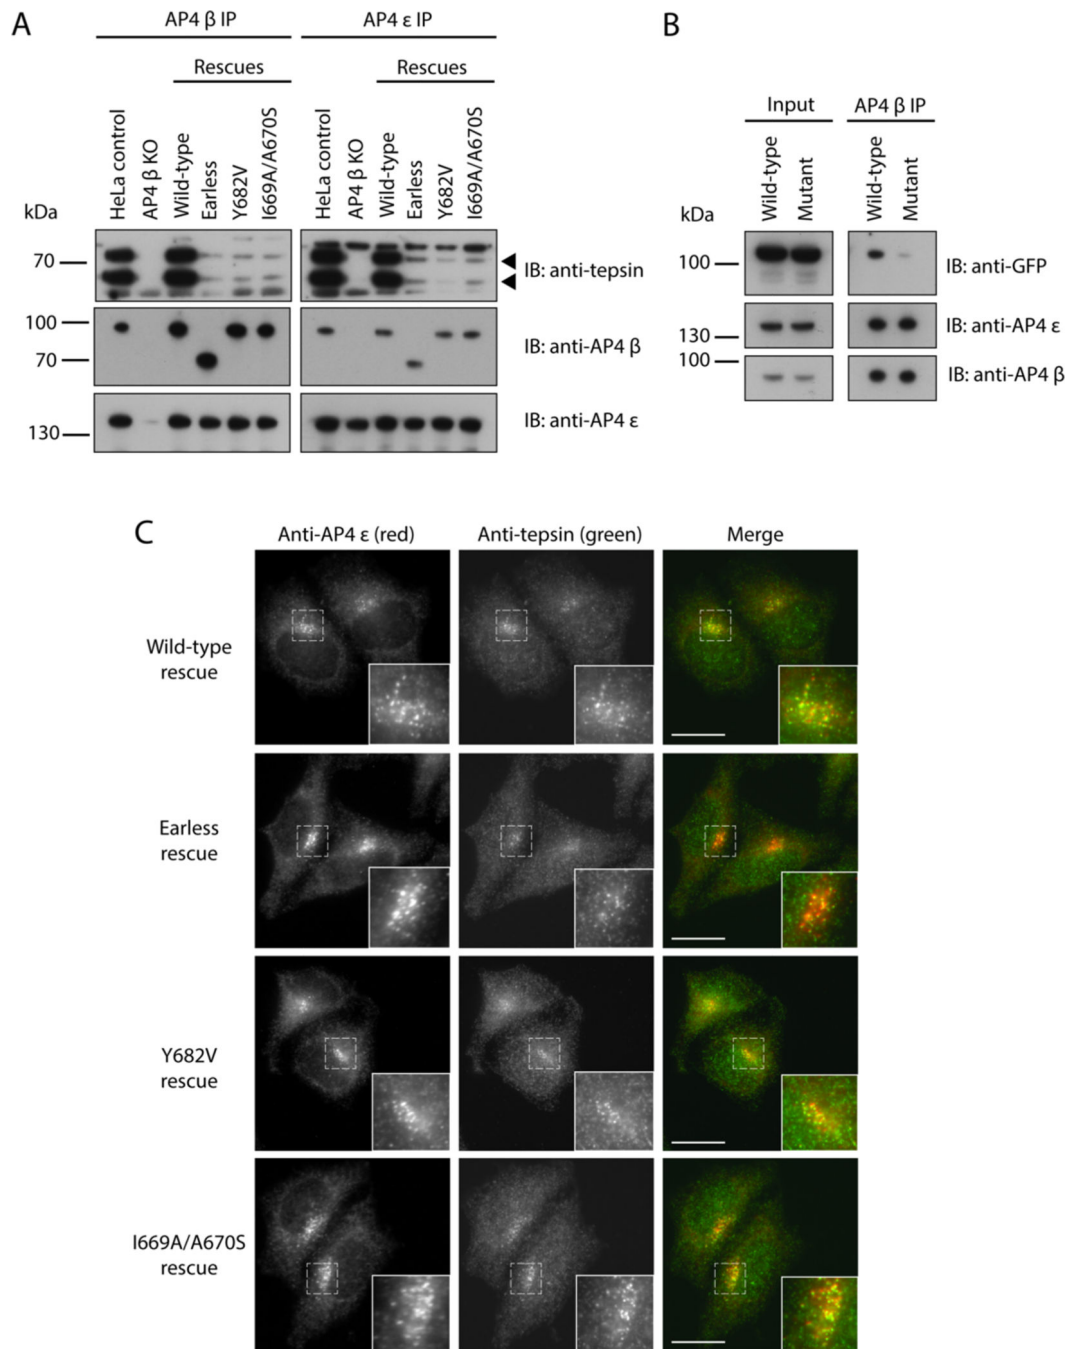 A
AP4 β IP
AP4 ε IP
Rescues
Rescues
HeLa control
AP4 β KO
Wild-type
Earless
Y682V
I669A/A670S
HeLa control
AP4 β KO
Wild-type
Earless
Y682V
I669A/A670S
kDa
70
IB: anti-tepsin
100
70
IB: anti-AP4 β
130
IB: anti-AP4 ε
B
Input
AP4 β IP
Wild-type
Mutant
Wild-type
Mutant
kDa
100
IB: anti-GFP
130
IB: anti-AP4 ε
100
IB: anti-AP4 β
C
Anti-AP4 ε (red)
Anti-tepsin (green)
Merge
Wild-type
rescue
Earless
rescue
Y682V
rescue
I669A/A670S
rescue